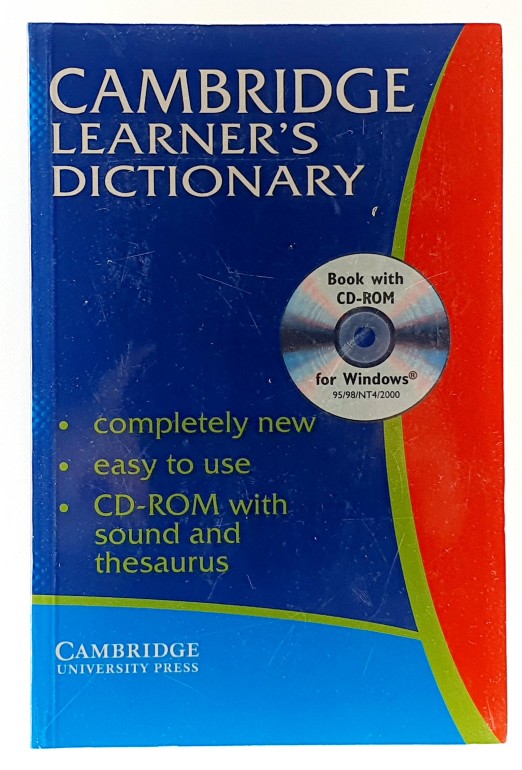 CAMBRIDGE
LEARNER'S
DICTIONARY
Book with
CD-ROM
for Windows®
95/98/NT4/2000
• completely new
• easy to use
• CD-ROM with
sound and
thesaurus
CAMBRIDGE
UNIVERSITY PRESS